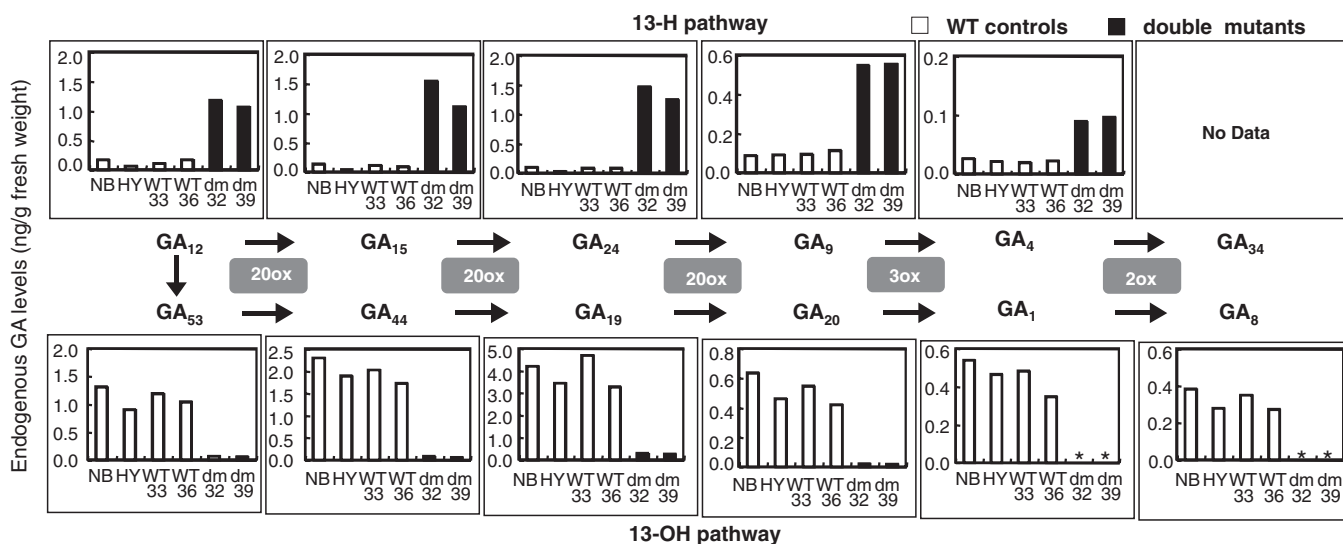 13-H pathway
WT controls
double mutants
Endogenous GA levels (ng/g fresh weight)
2.0
1.5
1.0
0.5
0.0
NB HY WT WT dm dm
33 36 32 39
2.0
1.5
1.0
0.5
0.0
NB HY WT WT dm dm
33 36 32 39
2.0
1.5
1.0
0.5
0.0
NB HY WT WT dm dm
33 36 32 39
0.6
0.4
0.2
0.0
NB HY WT WT dm dm
33 36 32 39
0.2
0.1
0.0
NB HY WT WT dm dm
33 36 32 39
No Data
GA12 GA15 GA24 GA9 GA4 GA34
20ox 20ox 20ox 3ox 2ox
GA53 GA44 GA19 GA20 GA1 GA8
2.0
1.5
1.0
0.5
0.0
NB HY WT WT dm dm
33 36 32 39
2.5
2.0
1.5
1.0
0.5
0.0
NB HY WT WT dm dm
33 36 32 39
5.0
4.0
3.0
2.0
1.0
0.0
NB HY WT WT dm dm
33 36 32 39
0.8
0.6
0.4
0.2
0.0
NB HY WT WT dm dm
33 36 32 39
0.6
0.4
0.2
0.0
* *
NB HY WT WT dm dm
33 36 32 39
0.6
0.4
0.2
0.0
* *
NB HY WT WT dm dm
33 36 32 39
13-OH pathway